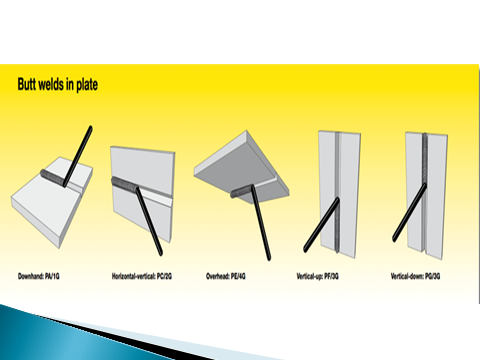 Butt welds in plate
Downhand: PA/1G
Horizontal-vertical: PC/2G
Overhead: PE/4G
Vertical-up: PF/3G
Vertical-down: PG/3G